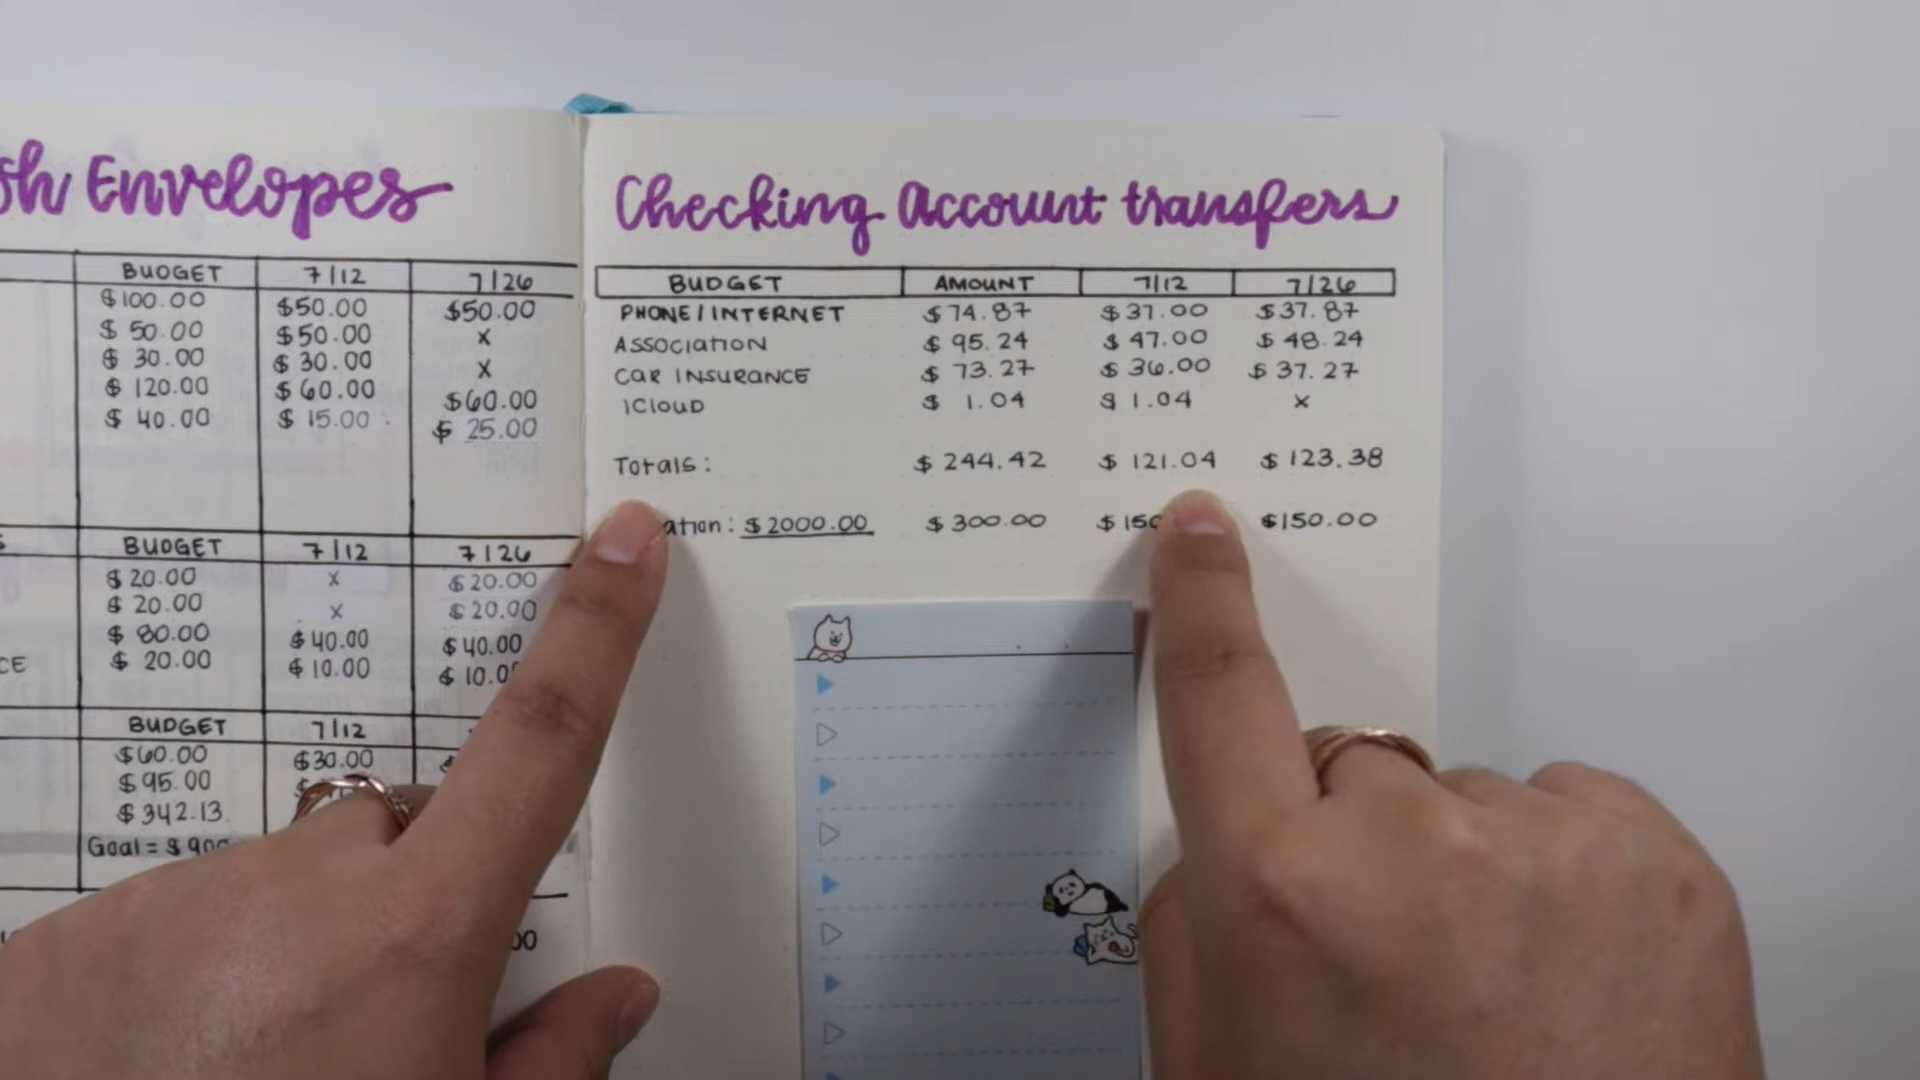 Envelopes
BUDGET 7/12 7/26
$100.00 $50.00 $50.00
$ 50.00 $50.00 x
$ 30.00 $ 30.00 x
$ 120.00 $ 60.00 $60.00
$ 40.00 $ 15.00 $ 25.00
BUDGET 7/12 7/26
$ 20.00 x $20.00
$ 20.00 x $20.00
$ 80.00 $ 40.00 $40.00
$ 20.00 $ 10.00
BUDGET 7/12
$60.00 $30.00
$ 95.00
$ 342.13
Goal = $
Checking Account transfers
BUDGET AMOUNT 7/12 7/26
PHONE/INTERNET $ 74.87 $ 37.00 $ 37.87
ASSOCIATION $ 95.24 $ 47.00 $ 48.24
CAR INSURANCE $ 73.27 $ 36.00 $ 37.27
ICLOUD $ 1.04 $ 1.04 x
Totals: $ 244.42 $ 121.04 $ 123.38
ation: $2000.00 $ 300.00 $ 150 $150.00